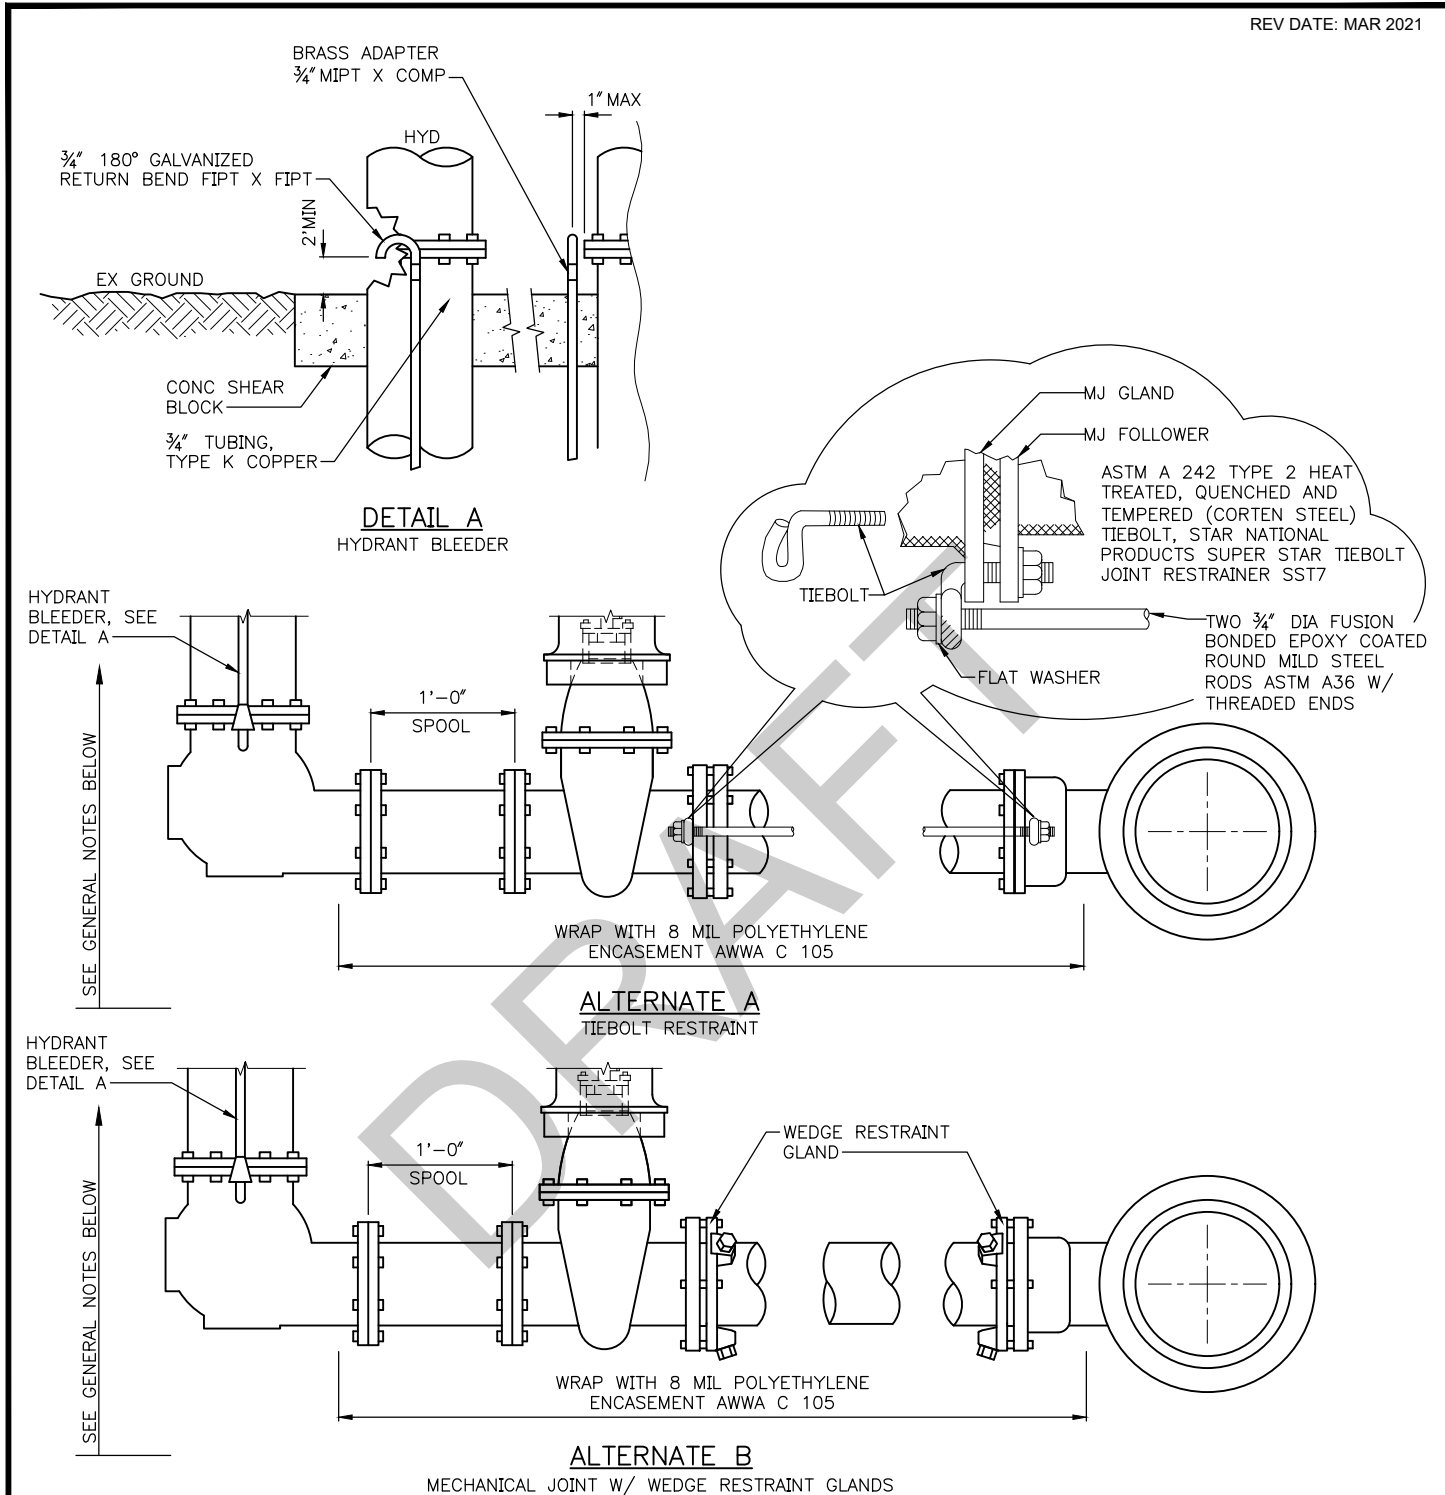 REV DATE: MAR 2021
BRASS ADAPTER
¾" MIPT X COMP
1" MAX
HYD
¾" 180° GALVANIZED
RETURN BEND FIPT X FIPT
2'MIN
EX GROUND
CONC SHEAR
BLOCK
¾" TUBING,
TYPE K COPPER
DETAIL A
HYDRANT BLEEDER
MJ GLAND
MJ FOLLOWER
ASTM A 242 TYPE 2 HEAT
TREATED, QUENCHED AND
TEMPERED (CORTEN STEEL)
TIEBOLT, STAR NATIONAL
PRODUCTS SUPER STAR TIEBOLT
JOINT RESTRAINER SST7
TIEBOLT
FLAT WASHER
TWO ¾" DIA FUSION
BONDED EPOXY COATED
ROUND MILD STEEL
RODS ASTM A36 W/
THREADED ENDS
HYDRANT
BLEEDER, SEE
DETAIL A
1'-0"
SPOOL
SEE GENERAL NOTES BELOW
WRAP WITH 8 MIL POLYETHYLENE
ENCASEMENT AWWA C 105
ALTERNATE A
TIEBOLT RESTRAINT
DRAFT
HYDRANT
BLEEDER, SEE
DETAIL A
1'-0"
SPOOL
WEDGE RESTRAINT
GLAND
SEE GENERAL NOTES BELOW
WRAP WITH 8 MIL POLYETHYLENE
ENCASEMENT AWWA C 105
ALTERNATE B
MECHANICAL JOINT W/ WEDGE RESTRAINT GLANDS